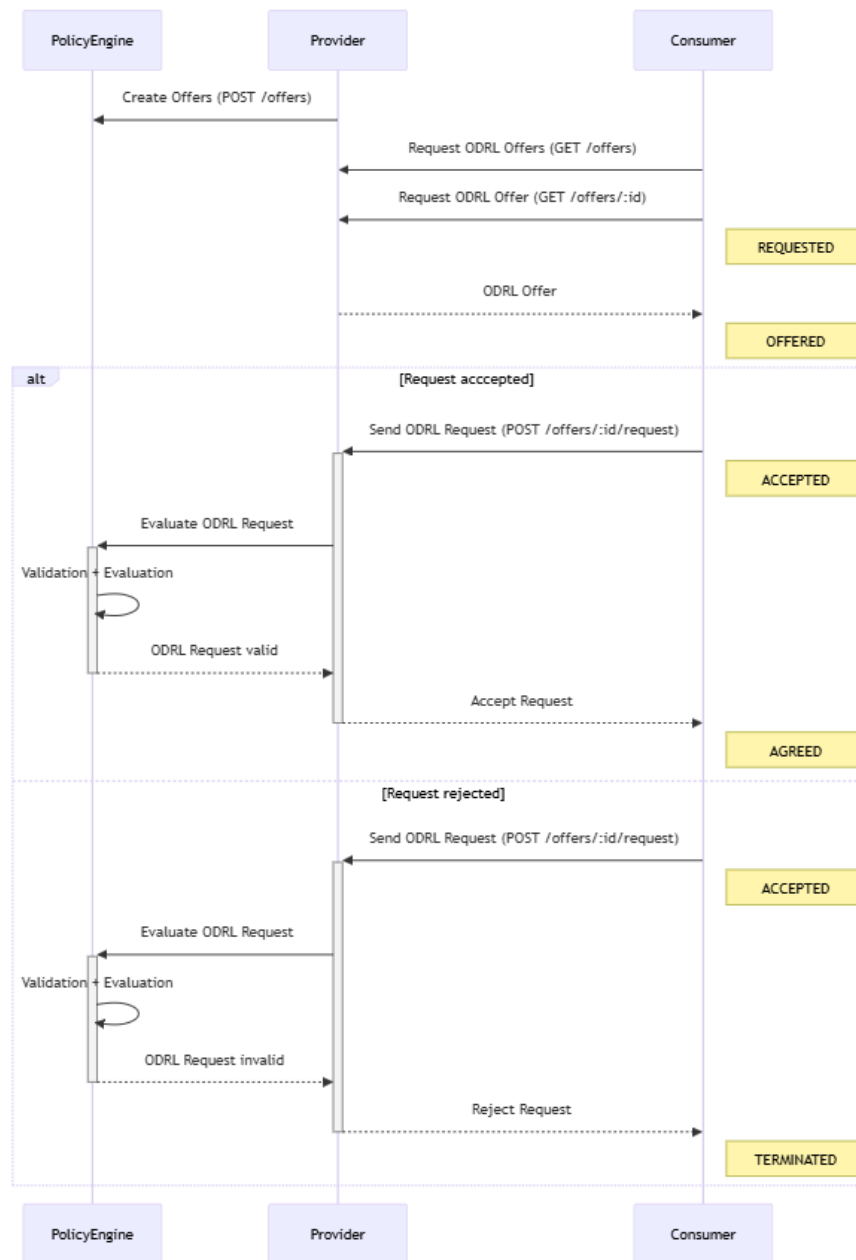 PolicyEngine
Provider
Consumer
Create Offers (POST /offers)
Request ODRL Offers (GET /offers)
Request ODRL Offer (GET /offers/:id)
REQUESTED
ODRL Offer
OFFERED
alt
[Request acccepted]
Send ODRL Request (POST /offers/:id/request)
ACCEPTED
Evaluate ODRL Request
Validation + Evaluation
ODRL Request valid
Accept Request
AGREED
[Request rejected]
Send ODRL Request (POST /offers/:id/request)
ACCEPTED
Evaluate ODRL Request
Validation + Evaluation
ODRL Request invalid
Reject Request
TERMINATED
PolicyEngine
Provider
Consumer